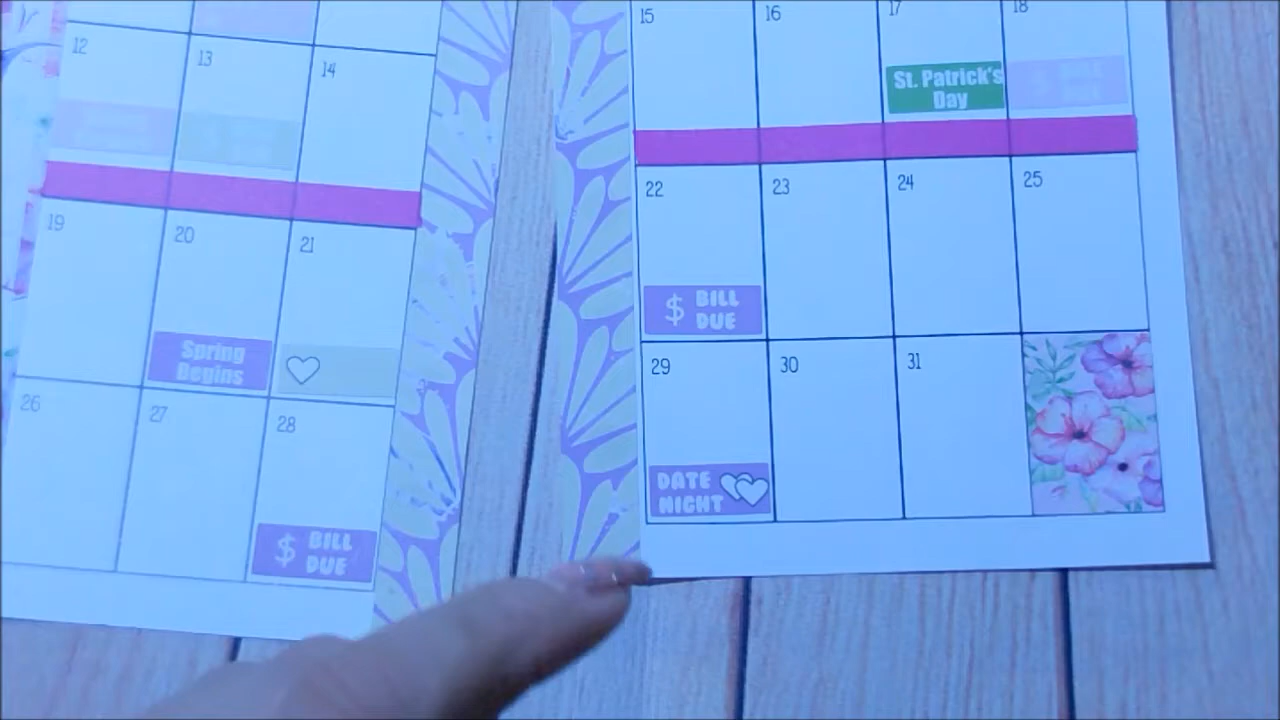 12
13
14
19
20
21
Spring
Begins
26
27
28
$ BILL
DUE
15
16
17
18
St. Patrick's
Day
22
23
24
25
$ BILL
DUE
29
30
31
DATE
NIGHT